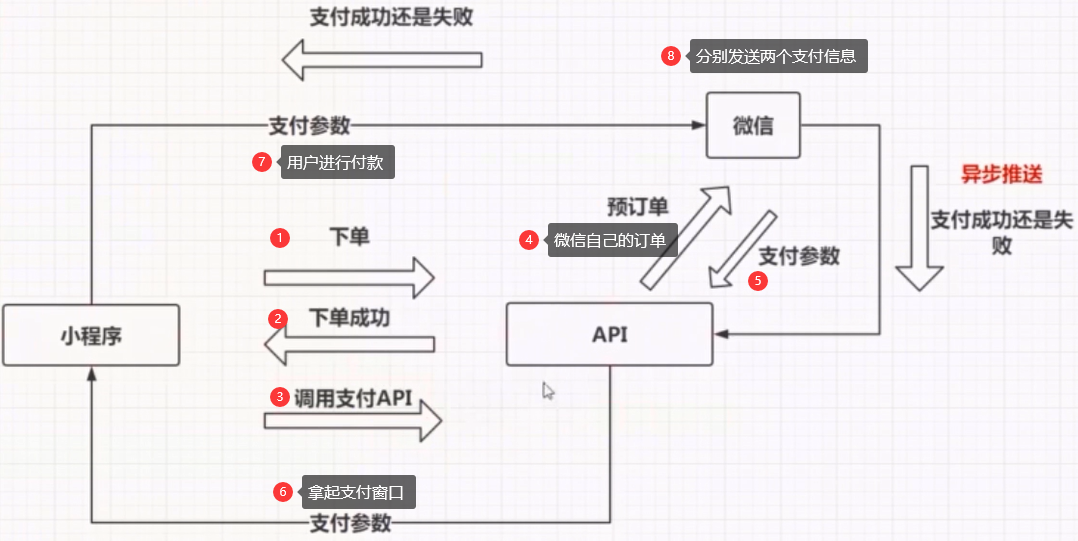 支付成功还是失败
8 分别发送两个支付信息
支付参数
微信
7 用户进行付款
异步推送
支付成功还是失
败
预订单
1 下单
4 微信自己的订单
支付参数
5
2 下单成功
小程序
API
3 调用支付API
6 拿起支付窗口
支付参数